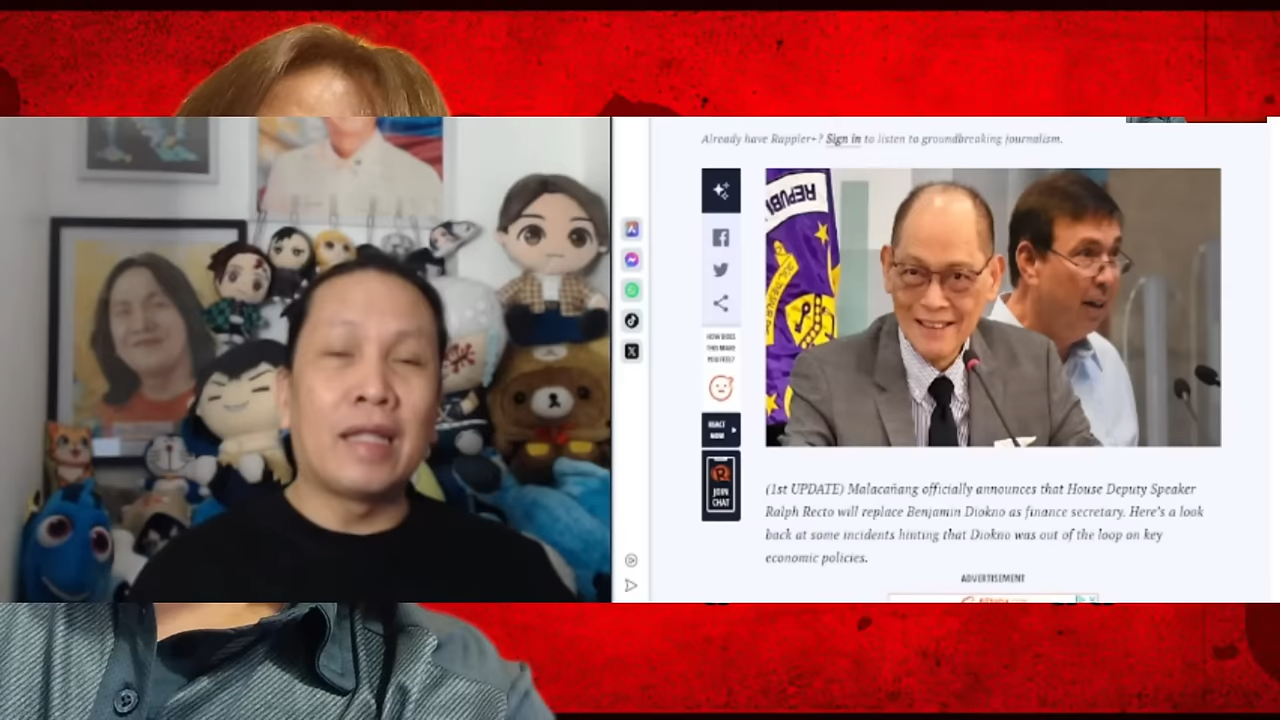 Already have Rappler+? Sign in to listen to groundbreaking journalism.
REPUBL
HOW DOES
THIS MAKE
YOU FEEL?
REACT
NOW
JOIN
CHAT
(1st UPDATE) Malacañang officially announces that House Deputy Speaker
Ralph Recto will replace Benjamin Diokno as finance secretary. Here's a look
back at some incidents hinting that Diokno was out of the loop on key
economic policies.
ADVERTISEMENT